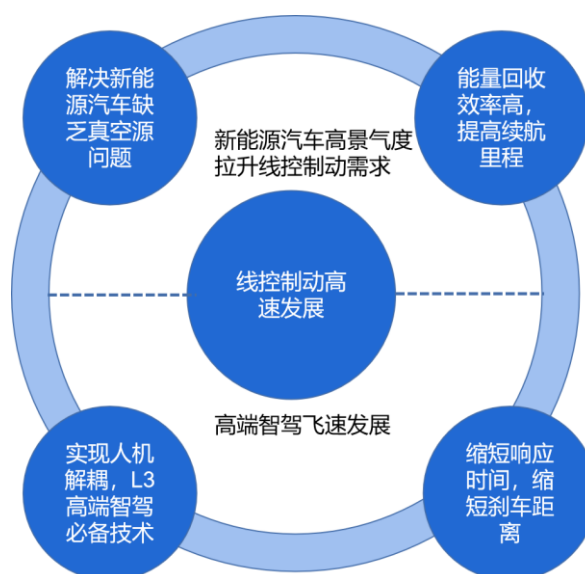 解决新能
源汽车缺
乏真空源
问题
能量回收
效率高，
提高续航
里程
新能源汽车高景气度
拉升线控制动需求
线控制动高
速发展
高端智驾飞速发展
实现人机
解耦，L3
高端智驾
必备技术
缩短响应
时间，缩
短刹车距
离